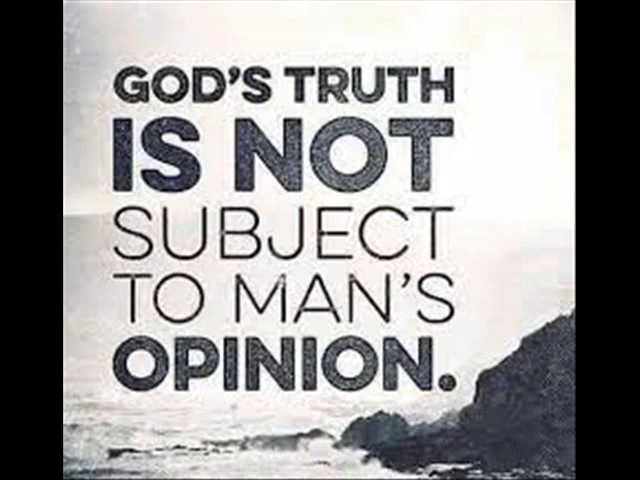 GOD'S TRUTH
IS NOT
SUBJECT
TO MAN'S
OPINION.